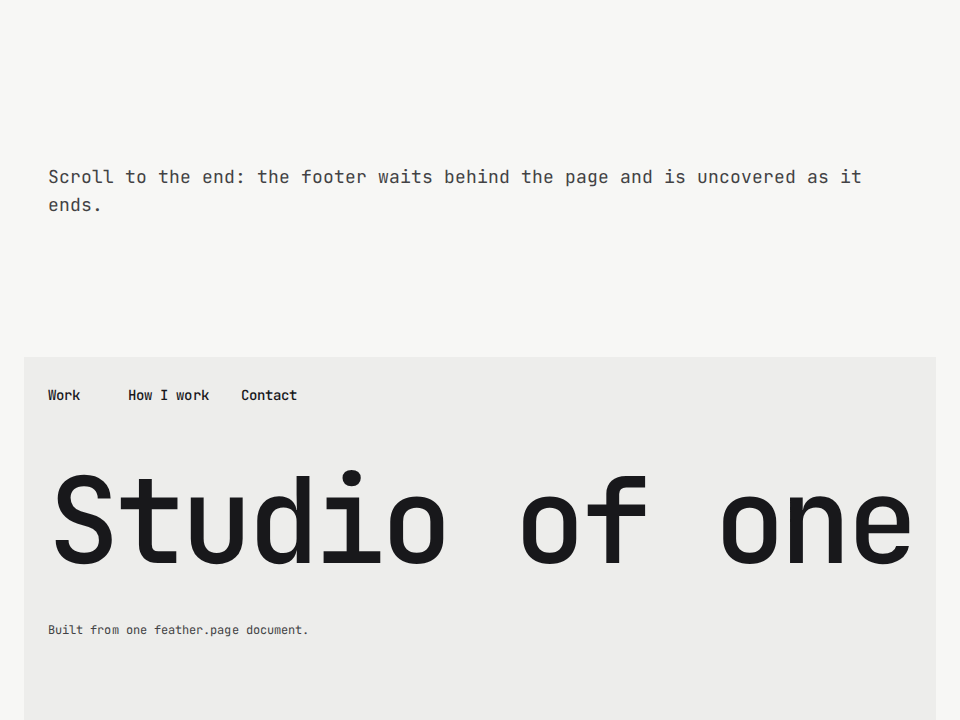 Scroll to the end: the footer waits behind the page and is uncovered as it
ends.
Work How I work Contact
Studio of one
Built from one feather.page document.